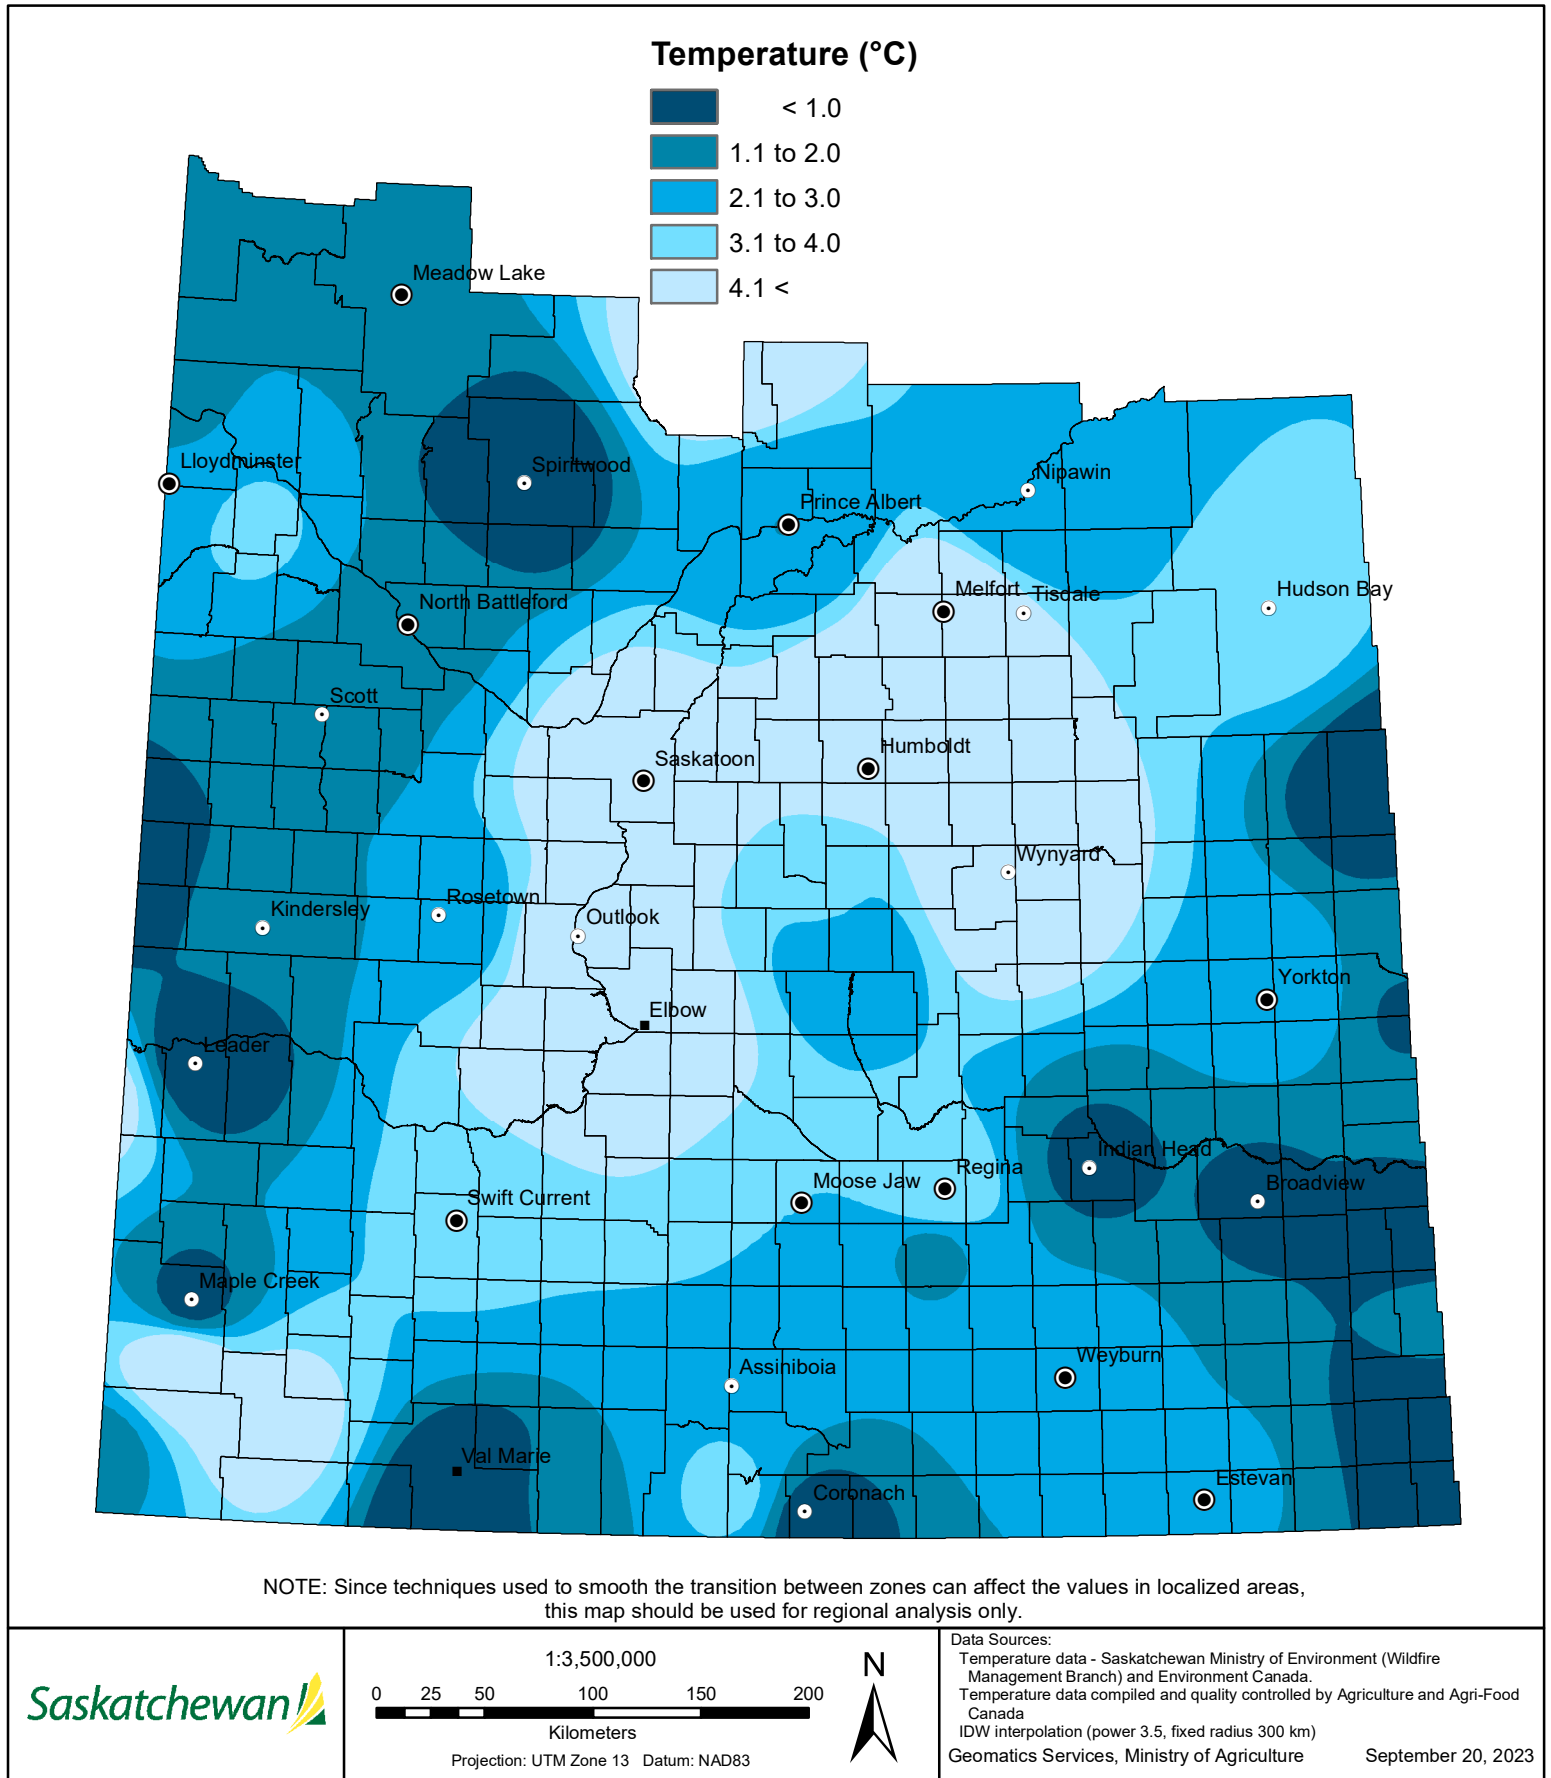 Temperature (°C)
< 1.0
1.1 to 2.0
2.1 to 3.0
3.1 to 4.0
4.1 <
Meadow Lake
Lloydminster
Spiritwood
Nipawin
Prince Albert
Hudson Bay
Melfort
Tisdale
North Battleford
Scott
Humboldt
Saskatoon
Wynyard
Rosetown
Kindersley
Outlook
Yorkton
Elbow
Leader
Indian Head
Regina
Moose Jaw
Broadview
Swift Current
Maple Creek
Weyburn
Assiniboia
Val Marie
Estevan
Coronach
NOTE: Since techniques used to smooth the transition between zones can affect the values in localized areas,
this map should be used for regional analysis only.
Saskatchewan
1:3,500,000
0 25 50 100 150 200
Kilometers
Projection: UTM Zone 13 Datum: NAD83
N
Data Sources:
Temperature data - Saskatchewan Ministry of Environment (Wildfire
Management Branch) and Environment Canada.
Temperature data compiled and quality controlled by Agriculture and Agri-Food
Canada
IDW interpolation (power 3.5, fixed radius 300 km)
Geomatics Services, Ministry of Agriculture September 20, 2023